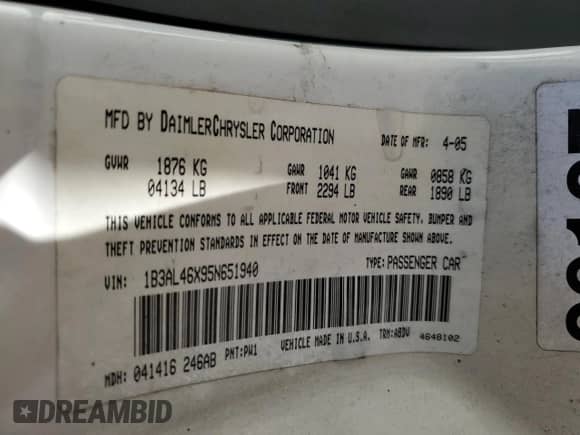 MFD BY DAIMLERCHRYSLER CORPORATION DATE OF MFR: 4-05
GVWR 1876 KG GAWR 1041 KG GAWR 0858 KG
04134 LB FRONT 2294 LB REAR 1890 LB
THIS VEHICLE CONFORMS TO ALL APPLICABLE FEDERAL MOTOR VEHICLE SAFETY, BUMPER AND
THEFT PREVENTION STANDARDS IN EFFECT ON THE DATE OF MANUFACTURE SHOWN ABOVE.
VIN: 1B3AL46X95N651940 TYPE: PASSENGER CAR
MDH: 041416 246AB PNT: PW1 VEHICLE MADE IN U.S.A. TRM: ABDV 4648102
DREAMBID